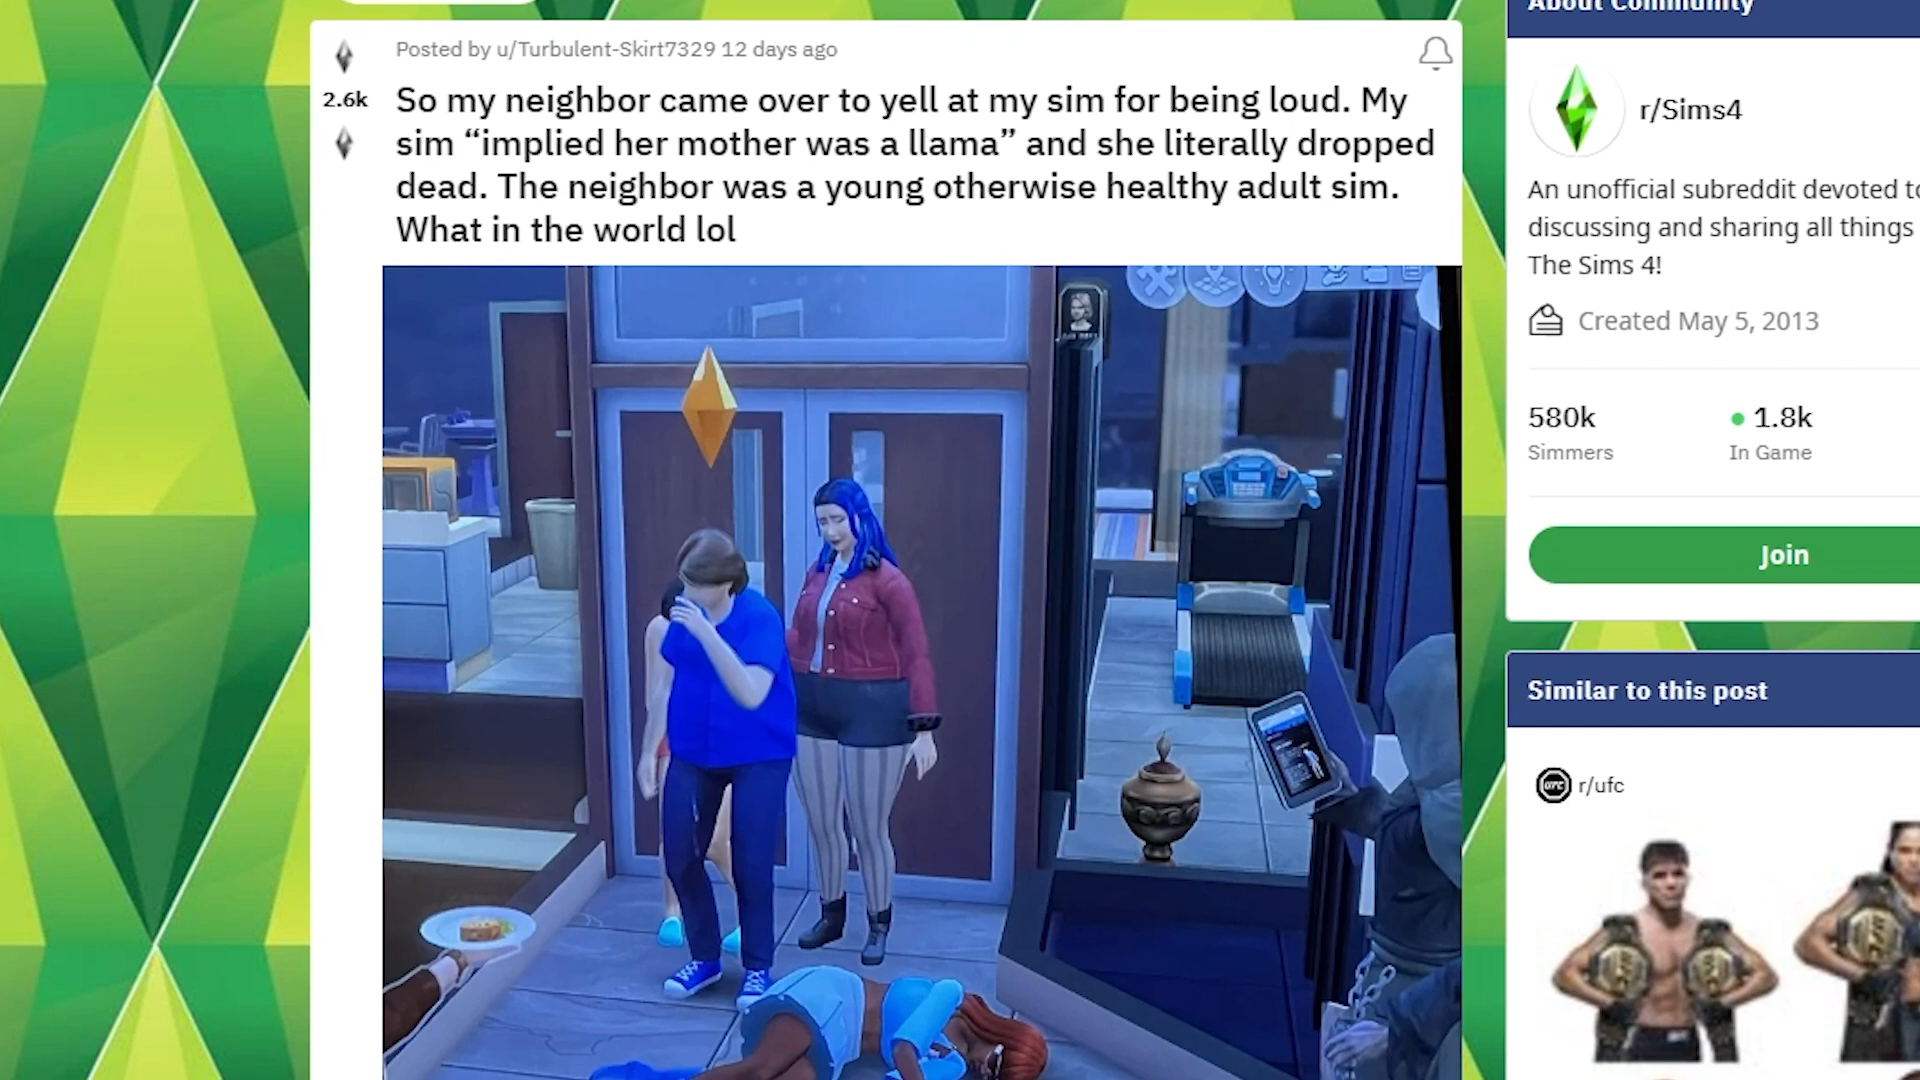 About Community
Posted by u/Turbulent-Skirt7329 12 days ago
2.6k
So my neighbor came over to yell at my sim for being loud. My
sim “implied her mother was a llama” and she literally dropped
dead. The neighbor was a young otherwise healthy adult sim.
What in the world lol
r/Sims4
An unofficial subreddit devoted to
discussing and sharing all things
The Sims 4!
Created May 5, 2013
580k
1.8k
Simmers
In Game
Join
Similar to this post
UFC
r/ufc